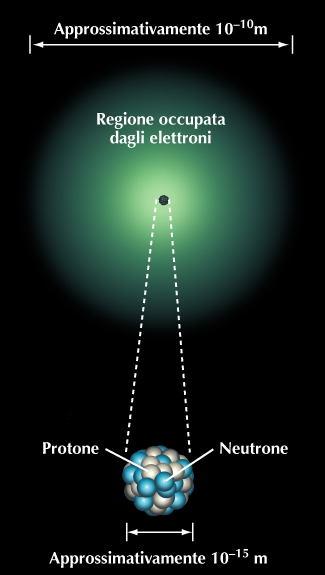 Approssimativamente 10⁻¹⁰m
Regione occupata
dagli elettroni
Protone
Neutrone
Approssimativamente 10⁻¹⁵ m